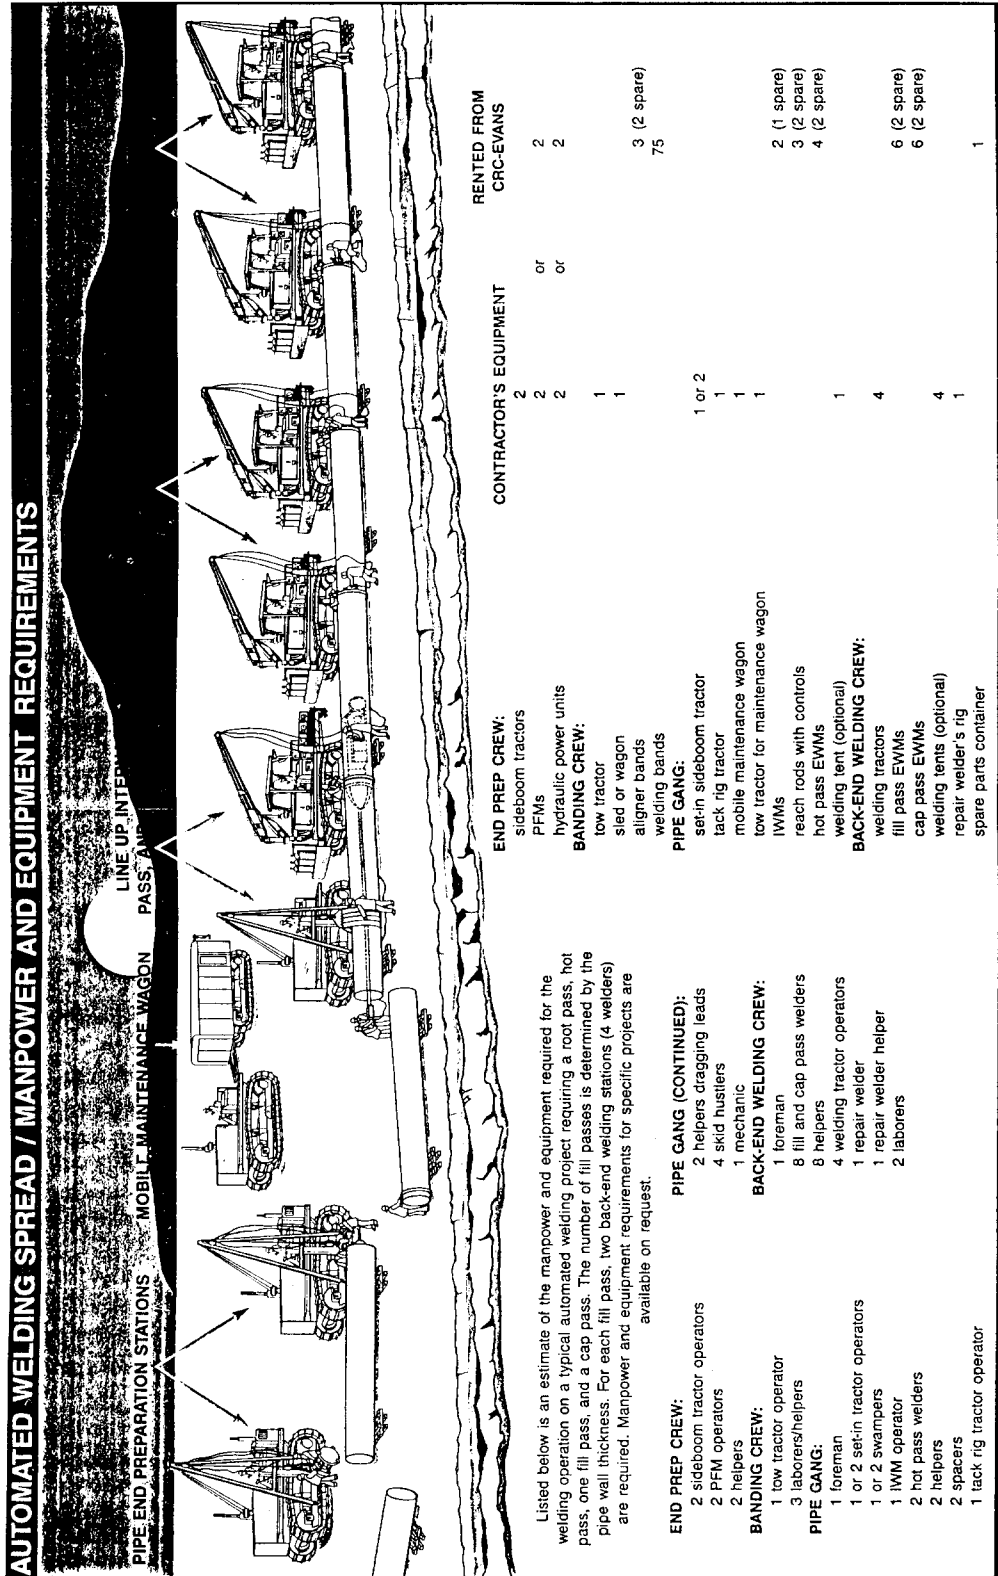 AUTOMATED WELDING SPREAD / MANPOWER AND EQUIPMENT REQUIREMENTS
LINE UP,
PIPE END PREPARATION STATIONS MOBILE MAINTENANCE WAGON PASS,
Listed below is an estimate of the manpower and equipment required for the
welding operation on a typical automated welding project requiring a root pass, hot
pass, one fill pass, and a cap pass. The number of fill passes is determined by the
pipe wall thickness. For each fill pass, two back-end welding stations (4 welders)
are required. Manpower and equipment requirements for specific projects are
available on request.
END PREP CREW:
2 sideboom tractor operators
2 PFM operators
2 helpers
BANDING CREW:
1 tow tractor operator
3 laborers/helpers
PIPE GANG:
1 foreman
1 or 2 set-in tractor operators
1 or 2 swampers
1 IWM operator
2 hot pass welders
2 helpers
2 spacers
1 tack rig tractor operator
PIPE GANG (CONTINUED):
2 helpers dragging leads
4 skid hustlers
1 mechanic
BACK-END WELDING CREW:
1 foreman
8 fill and cap pass welders
8 helpers
4 welding tractor operators
1 repair welder
1 repair welder helper
2 laborers
CONTRACTOR'S EQUIPMENT RENTED FROM
CRC-EVANS
END PREP CREW:
sideboom tractors 2
PFMs 2 or 2
hydraulic power units 2 or 2
BANDING CREW:
tow tractor 1
sled or wagon 1
aligner bands 3 (2 spare)
welding bands 75
PIPE GANG:
set-in sideboom tractor 1 or 2
tack rig tractor 1
mobile maintenance wagon 1
tow tractor for maintenance wagon 1
IWMs 2 (1 spare)
reach rods with controls 3 (2 spare)
hot pass EWMs 4 (2 spare)
welding tent (optional) 1
BACK-END WELDING CREW:
welding tractors 4
fill pass EWMs 6 (2 spare)
cap pass EWMs 6 (2 spare)
welding tents (optional) 4
repair welder's rig 1
spare parts container 1